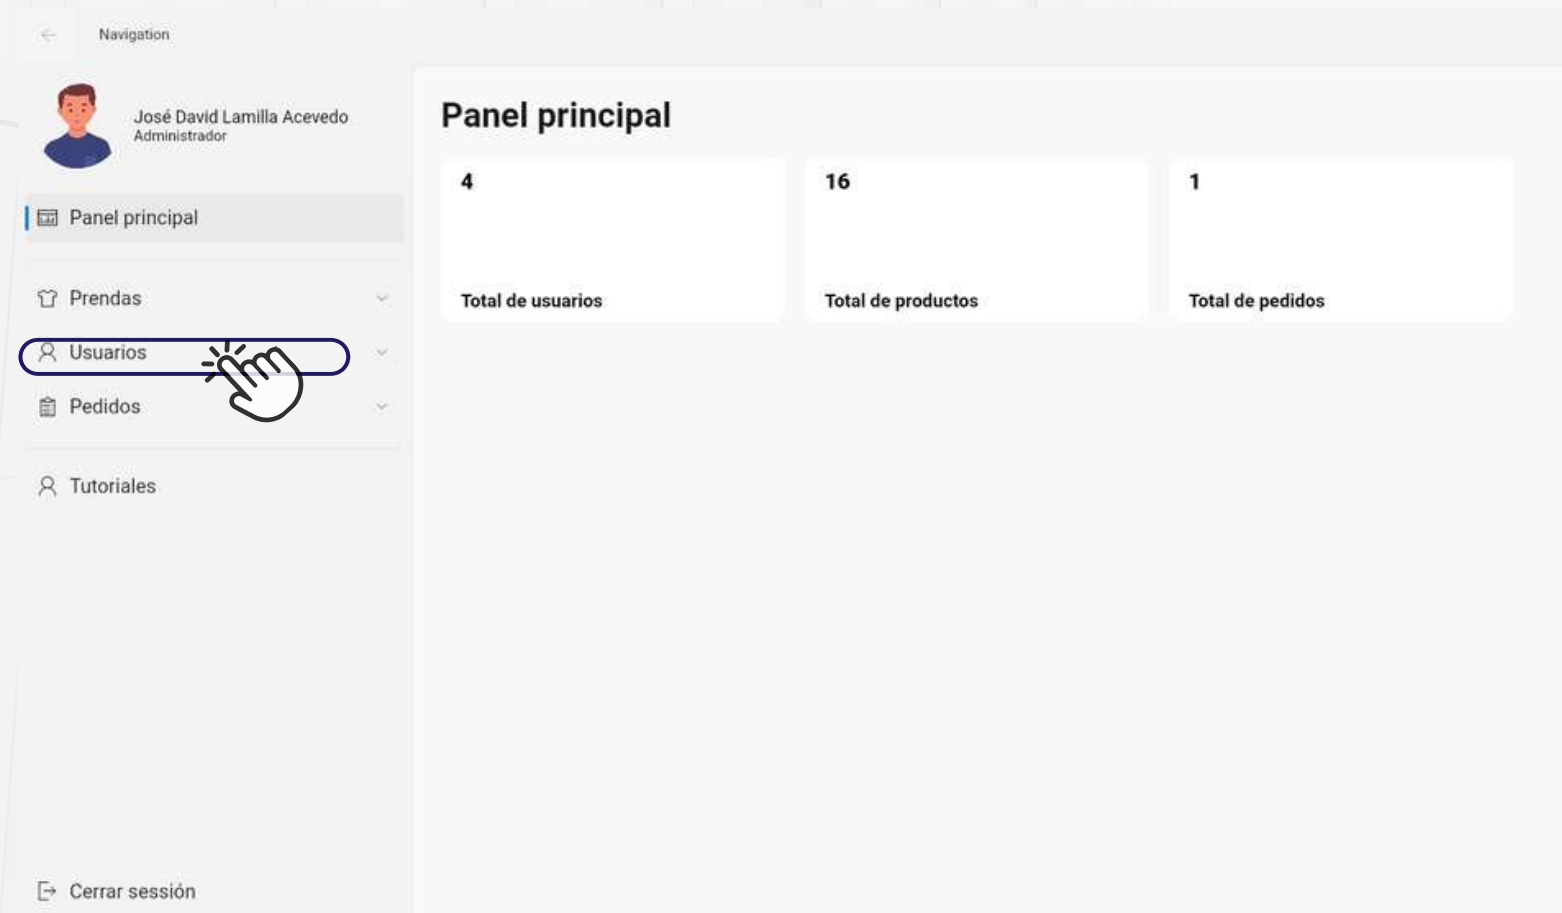 Navigation
José David Lamilla Acevedo
Administrador
Panel principal
Prendas
Usuarios
Pedidos
Tutoriales
Cerrar sessión
Panel principal
4
Total de usuarios
16
Total de productos
1
Total de pedidos